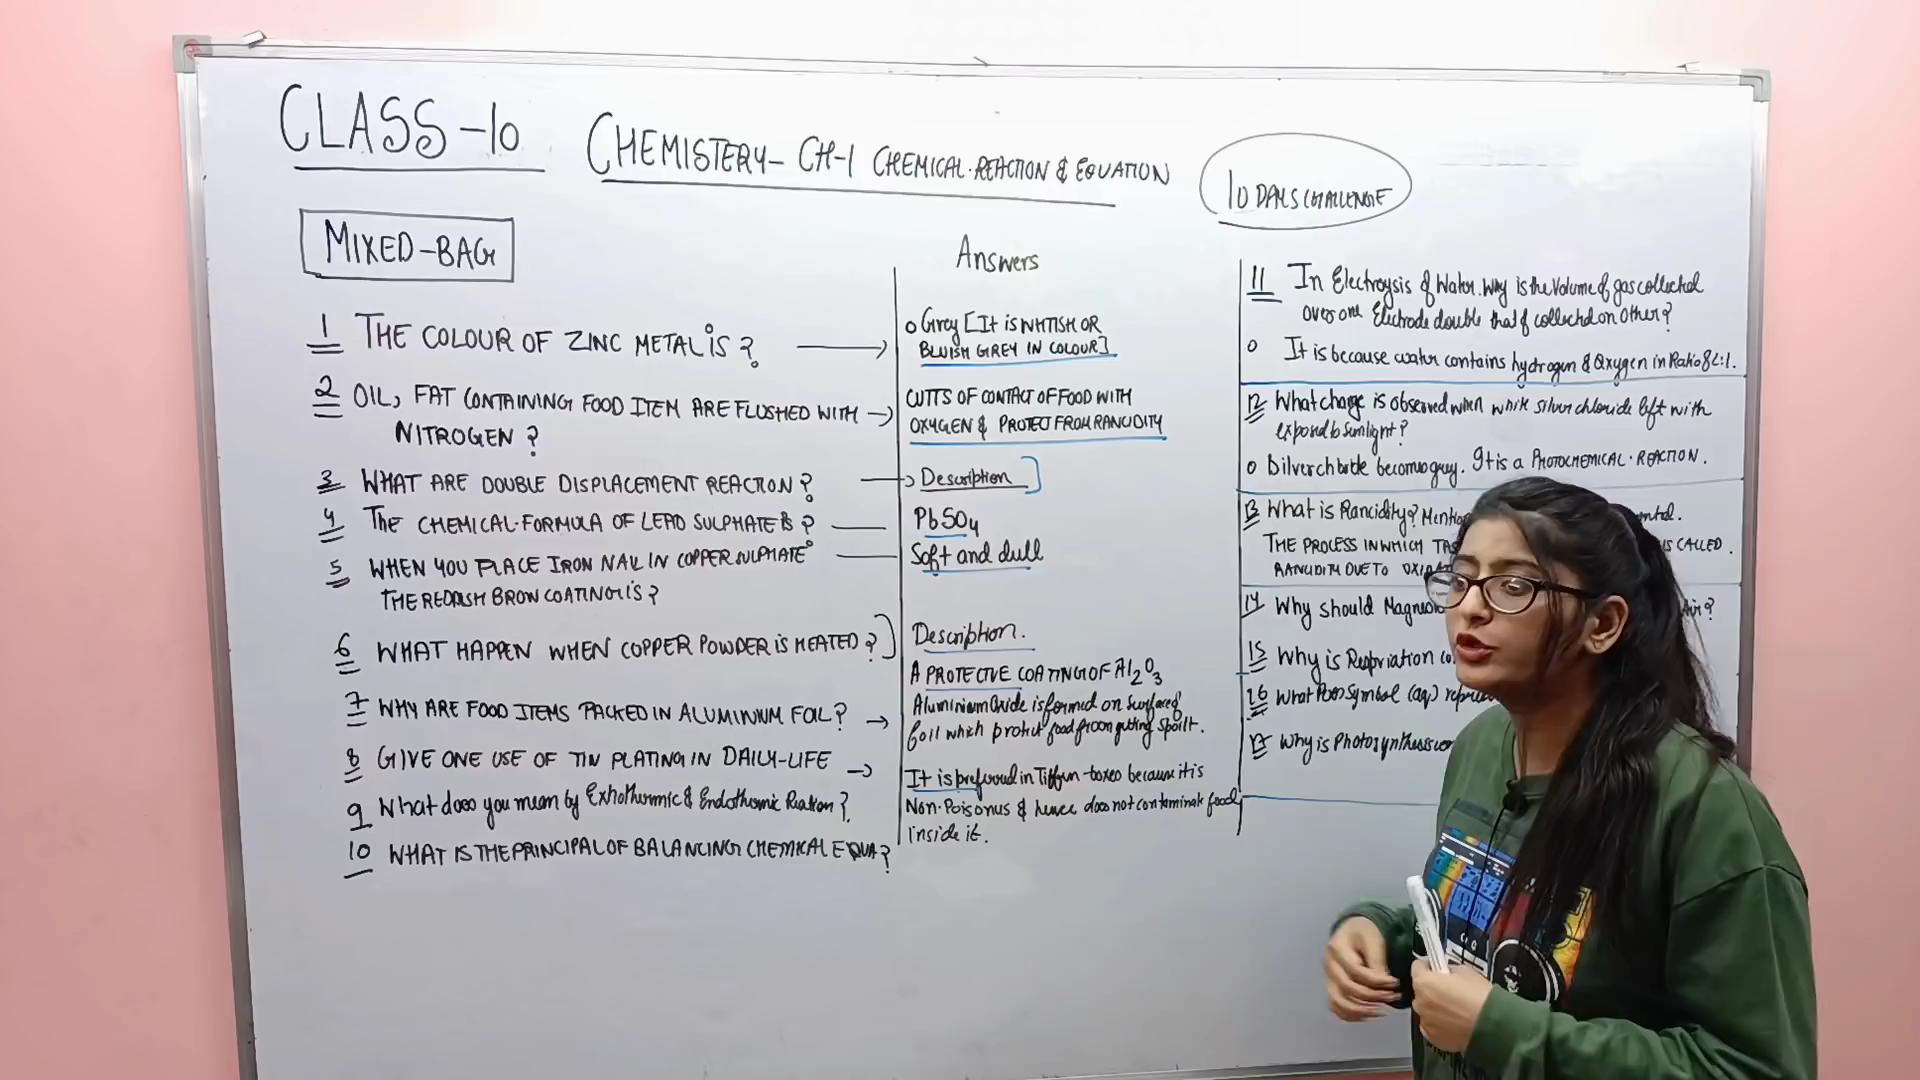 CLASS-10
CHEMISTERY- CH-1 CHEMICAL.REACTION & EQUATION
10 DAYS CHALLENGE
MIXED-BAG
Answers
1 THE COLOUR OF ZINC METAL IS?
2 OIL, FAT CONTAINING FOOD ITEM ARE FLUSHED WITH
NITROGEN?
3 WHAT ARE DOUBLE DISPLACEMENT REACTION?
4 The CHEMICAL-FORMULA OF LEAD SULPHATE IS?
5 WHEN YOU PLACE IRON NAIL IN COPPER SULPHATE
THE REDDISH BROWN COATING IS?
6 WHAT HAPPEN WHEN COPPER POWDER IS HEATED?
7 WHY ARE FOOD ITEMS PACKED IN ALUMINIUM FOIL?
8 GIVE ONE USE OF TIN PLATING IN DAILY-LIFE
9 What does you mean by Exhothermic & Endothermic Reation?
10 WHAT IS THE PRINCIPAL OF BALANCING CHEMICAL EQUA?
Grey [It is WHTISH OR
BLUISH GREY IN COLOUR]
CUTTS OF CONTACT OF FOOD WITH
OXYGEN & PROTECT FROM RANCIDITY
Description
PbSO4
Soft and dull
Description.
A PROTECTIVE COATING OF Al2O3
Aluminium Oxide is formed on surface
foil which protect food from getting spoilt.
It is preferred in Tiffin-boxes because it is
Non-Poisonus & hence does not contaminate food
inside it.
11 In Electroysis of Water. Why is the Volume of gas collected
over one Electrode double that of collected on other?
It is because water contains hydrogen & Oxygen in Ratio of 2:1.
12 What change is observed when white silver chloride left with
exposed to sunlight?
Silver chloride becomes grey. It is a PHOTOCHEMICAL-REACTION.
13 What is Rancidity? Mention
THE PROCESS IN WHICH IS CALLED.
RANCIDITY DUE TO
14 Why should Air?
15 Why is
16 What symbol (aq)
17 Why is Photosynthesis